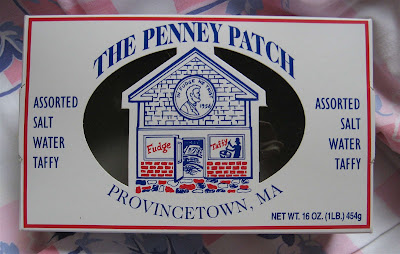 THE PENNEY PATCH
ASSORTED
SALT
WATER
TAFFY
ASSORTED
SALT
WATER
TAFFY
Fudge
Taffy
PROVINCETOWN, MA
NET WT. 16 OZ. (1LB.) 454g